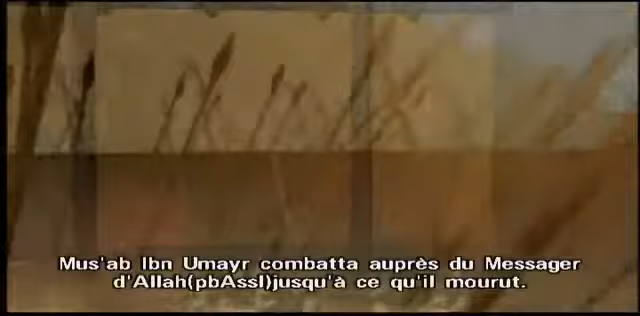 Mus'ab Ibn Umayr combatta auprès du Messager
d'Allah(pbAssl)jusqu'à ce qu'il mourut.